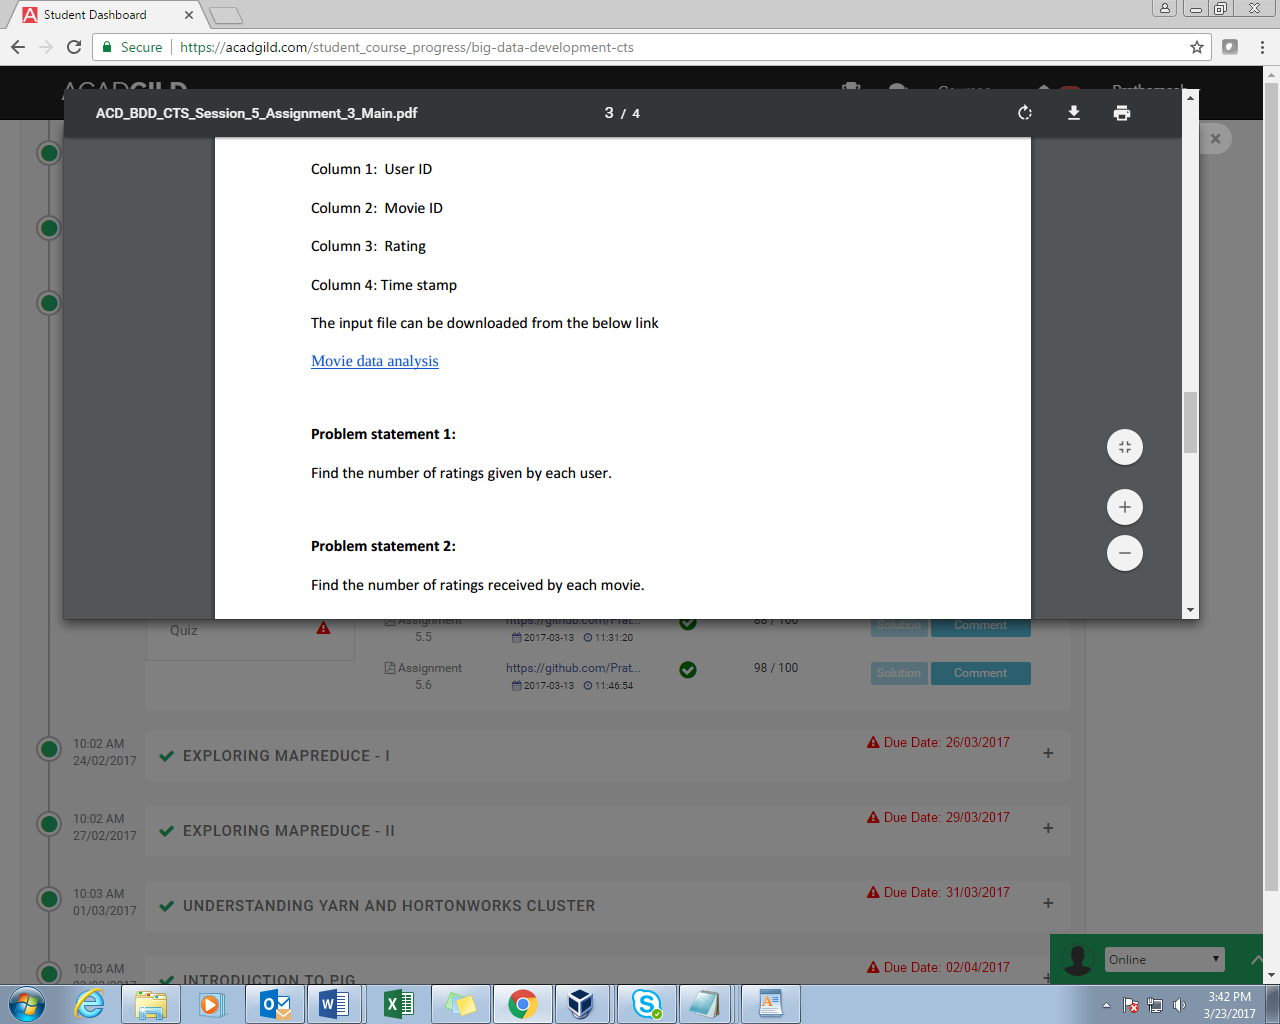 Student Dashboard
Secure https://acadgild.com/student_course_progress/big-data-development-cts
ACD_BDD_CTS_Session_5_Assignment_3_Main.pdf 3 / 4
Column 1: User ID
Column 2: Movie ID
Column 3: Rating
Column 4: Time stamp
The input file can be downloaded from the below link
Movie data analysis
Problem statement 1:
Find the number of ratings given by each user.
Problem statement 2:
Find the number of ratings received by each movie.
Quiz
Assignment 5.5 https://github.com/Prat... 2017-03-13 11:31:20 88 / 100 Solution Comment
Assignment 5.6 https://github.com/Prat... 2017-03-13 11:46:54 98 / 100 Solution Comment
10:02 AM 24/02/2017 EXPLORING MAPREDUCE - I Due Date: 26/03/2017
10:02 AM 27/02/2017 EXPLORING MAPREDUCE - II Due Date: 29/03/2017
10:03 AM 01/03/2017 UNDERSTANDING YARN AND HORTONWORKS CLUSTER Due Date: 31/03/2017
10:03 AM INTRODUCTION TO PIG Due Date: 02/04/2017
Online
3:42 PM
3/23/2017